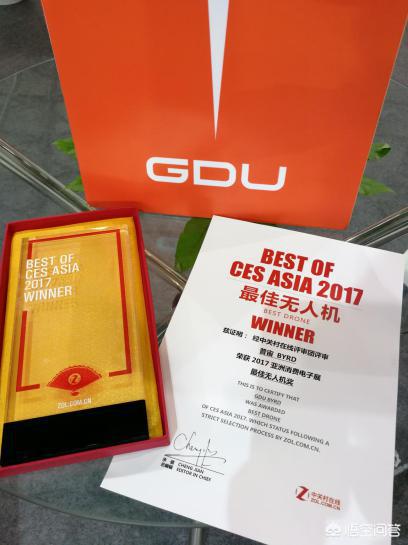 GDU
BEST OF
CES ASIA
2017
WINNER
ZOL.COM.CN
BEST OF
CES ASIA 2017
最佳无人机
BEST DRONE
WINNER
兹证明： 经中关村在线评审团评审
普宙 BYRD
荣获 2017 亚洲消费电子展
最佳无人机奖
THIS IS TO CERTIFY THAT
GDU BYRD
WAS AWARDED
BEST DRONE
OF CES ASIA 2017. WHICH STATUS FOLLOWING A
STRICT SELECTION PROCESS BY ZOL.COM.CN.
CHENG JIAN
EDITOR IN CHIEF
中关村在线
ZOL.COM.CN
悟空问答